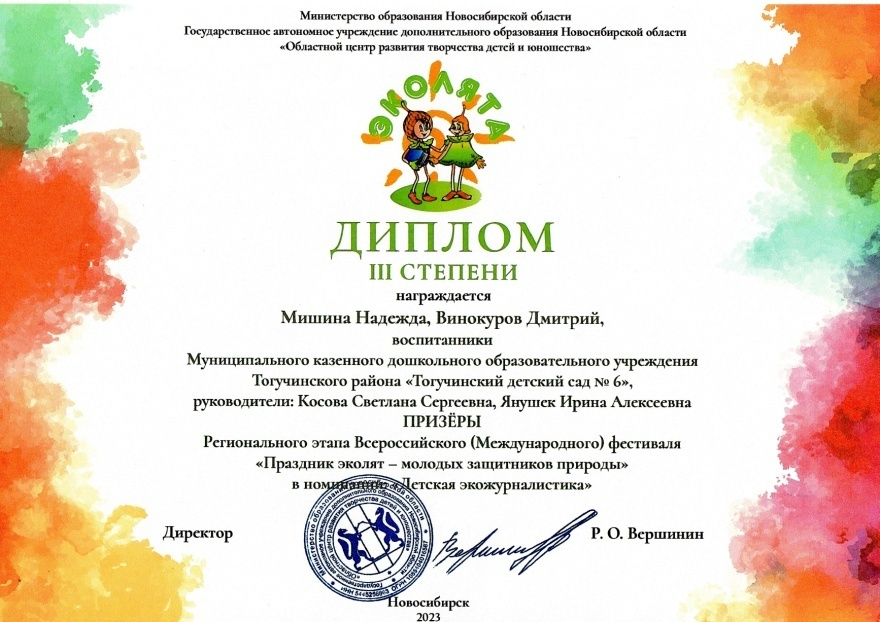 Министерство образования Новосибирской области
Государственное автономное учреждение дополнительного образования Новосибирской области
«Областной центр развития творчества детей и юношества»
ЭКОЛЯТА
ДИПЛОМ
III СТЕПЕНИ
награждается
Мишина Надежда, Винокуров Дмитрий,
воспитанники
Муниципального казенного дошкольного образовательного учреждения
Тогучинского района «Тогучинский детский сад № 6»,
руководители: Косова Светлана Сергеевна, Янушек Ирина Алексеевна
ПРИЗЁРЫ
Регионального этапа Всероссийского (Международного) фестиваля
«Праздник эколят – молодых защитников природы»
в номинации: «Детская экожурналистика»
Директор
Р. О. Вершинин
Новосибирск
2023